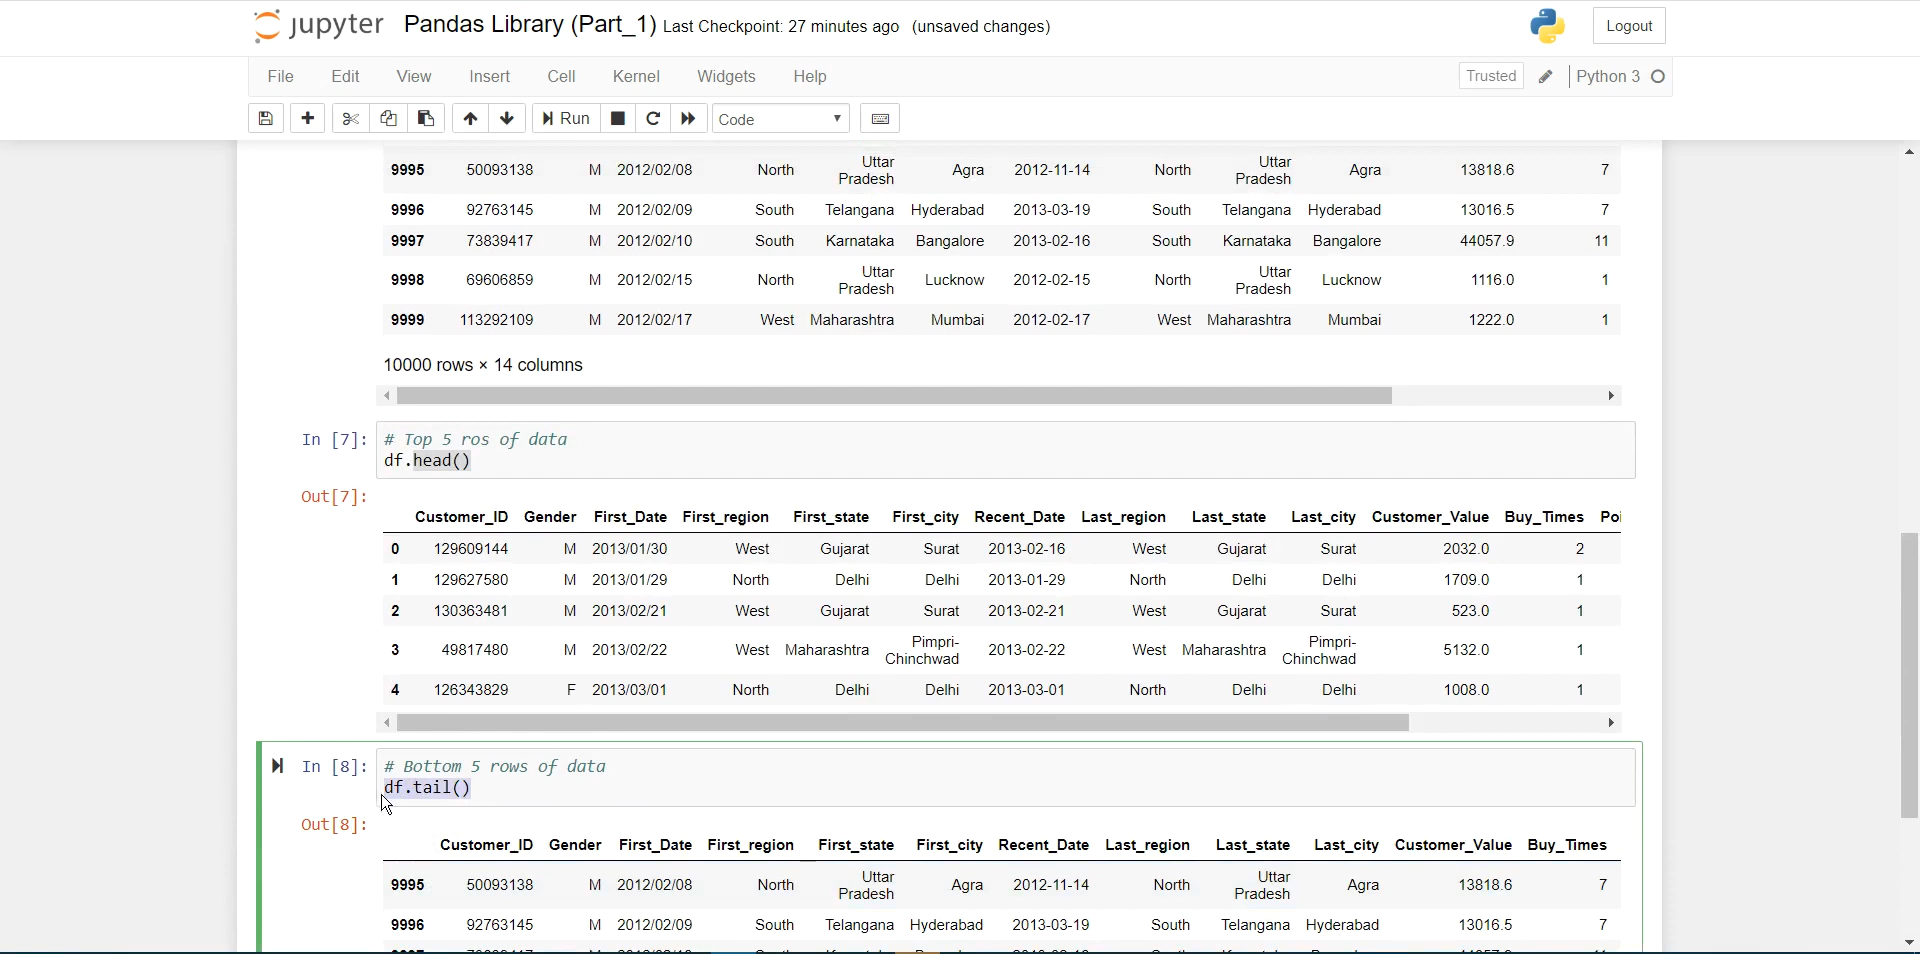 jupyter Pandas Library (Part_1) Last Checkpoint: 27 minutes ago (unsaved changes) Logout
File Edit View Insert Cell Kernel Widgets Help Trusted Python 3
Run Code
9995 50093138 M 2012/02/08 North Uttar Pradesh Agra 2012-11-14 North Uttar Pradesh Agra 13818.6 7
9996 92763145 M 2012/02/09 South Telangana Hyderabad 2013-03-19 South Telangana Hyderabad 13016.5 7
9997 73839417 M 2012/02/10 South Karnataka Bangalore 2013-02-16 South Karnataka Bangalore 44057.9 11
9998 69606859 M 2012/02/15 North Uttar Pradesh Lucknow 2012-02-15 North Uttar Pradesh Lucknow 1116.0 1
9999 113292109 M 2012/02/17 West Maharashtra Mumbai 2012-02-17 West Maharashtra Mumbai 1222.0 1
10000 rows × 14 columns
In [7]: # Top 5 ros of data
df.head()
Out[7]:
Customer_ID Gender First_Date First_region First_state First_city Recent_Date Last_region Last_state Last_city Customer_Value Buy_Times Poi
0 129609144 M 2013/01/30 West Gujarat Surat 2013-02-16 West Gujarat Surat 2032.0 2
1 129627580 M 2013/01/29 North Delhi Delhi 2013-01-29 North Delhi Delhi 1709.0 1
2 130363481 M 2013/02/21 West Gujarat Surat 2013-02-21 West Gujarat Surat 523.0 1
3 49817480 M 2013/02/22 West Maharashtra Pimpri-Chinchwad 2013-02-22 West Maharashtra Pimpri-Chinchwad 5132.0 1
4 126343829 F 2013/03/01 North Delhi Delhi 2013-03-01 North Delhi Delhi 1008.0 1
In [8]: # Bottom 5 rows of data
df.tail()
Out[8]:
Customer_ID Gender First_Date First_region First_state First_city Recent_Date Last_region Last_state Last_city Customer_Value Buy_Times
9995 50093138 M 2012/02/08 North Uttar Pradesh Agra 2012-11-14 North Uttar Pradesh Agra 13818.6 7
9996 92763145 M 2012/02/09 South Telangana Hyderabad 2013-03-19 South Telangana Hyderabad 13016.5 7